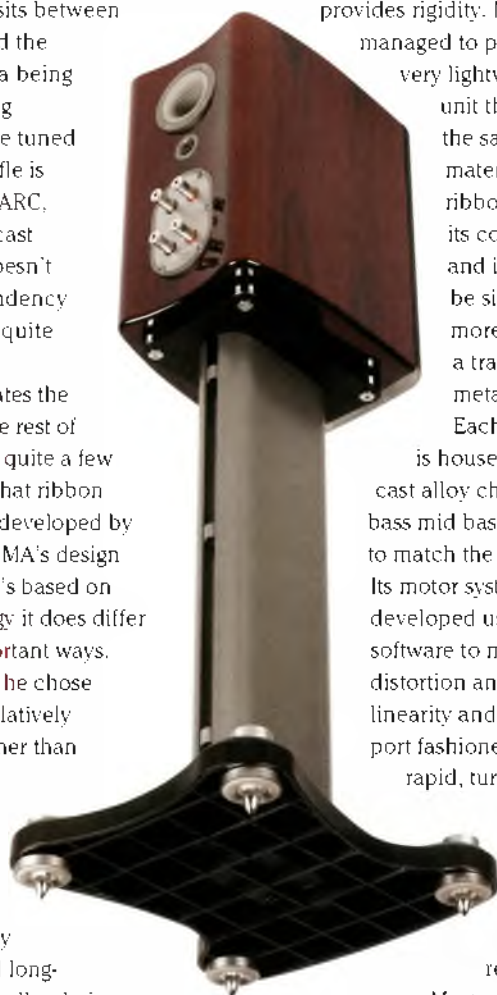 sits between
d the
a being
g
e tuned
fle is
ARC,
cast
oesn't
ndency
quite
ates the
e rest of
quite a few
hat ribbon
developed by
MA's design
's based on
gy it does differ
ortant ways.
he chose
latively
her than
y
l long-
provides rigidity.
managed to p
very lightw
unit th
the sa
mater
ribbo
its co
and i
be si
more
a tra
meta
Each
is house
cast alloy ch
bass mid bas
to match the
Its motor syst
developed us
software to m
distortion an
linearity and
port fashione
rapid, tur
re